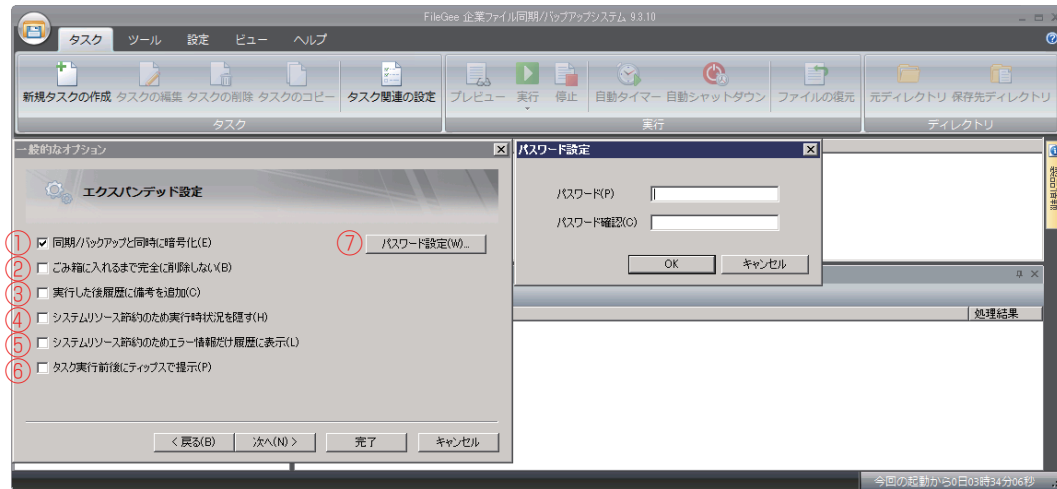 FileGee 企業ファイル同期/バップアップシステム 9.3.10
タスク ツール 設定 ビュー ヘルプ
新規タスクの作成 タスクの編集 タスクの削除 タスクのコピー タスク関連の設定 プレビュー 実行 停止 自動タイマー 自動シャットダウン ファイルの復元 元ディレクトリ 保存先ディレクトリ
タスク 実行 ディレクトリ
一般的なオプション
エクスパンデッド設定
① 同期/バックアップと同時に暗号化(E)
⑦ パスワード設定(W)...
② ごみ箱に入れるまで完全に削除しない(B)
③ 実行した後履歴に備考を追加(C)
④ システムリソース節約のため実行時状況を隠す(H)
⑤ システムリソース節約のためエラー情報だけ履歴に表示(L)
⑥ タスク実行前後にティップスで提示(P)
< 戻る(B) 次へ(N) > 完了 キャンセル
パスワード設定
パスワード(P)
パスワード確認(C)
OK キャンセル
製品情報
処理結果
今回の起動から0日03時34分06秒